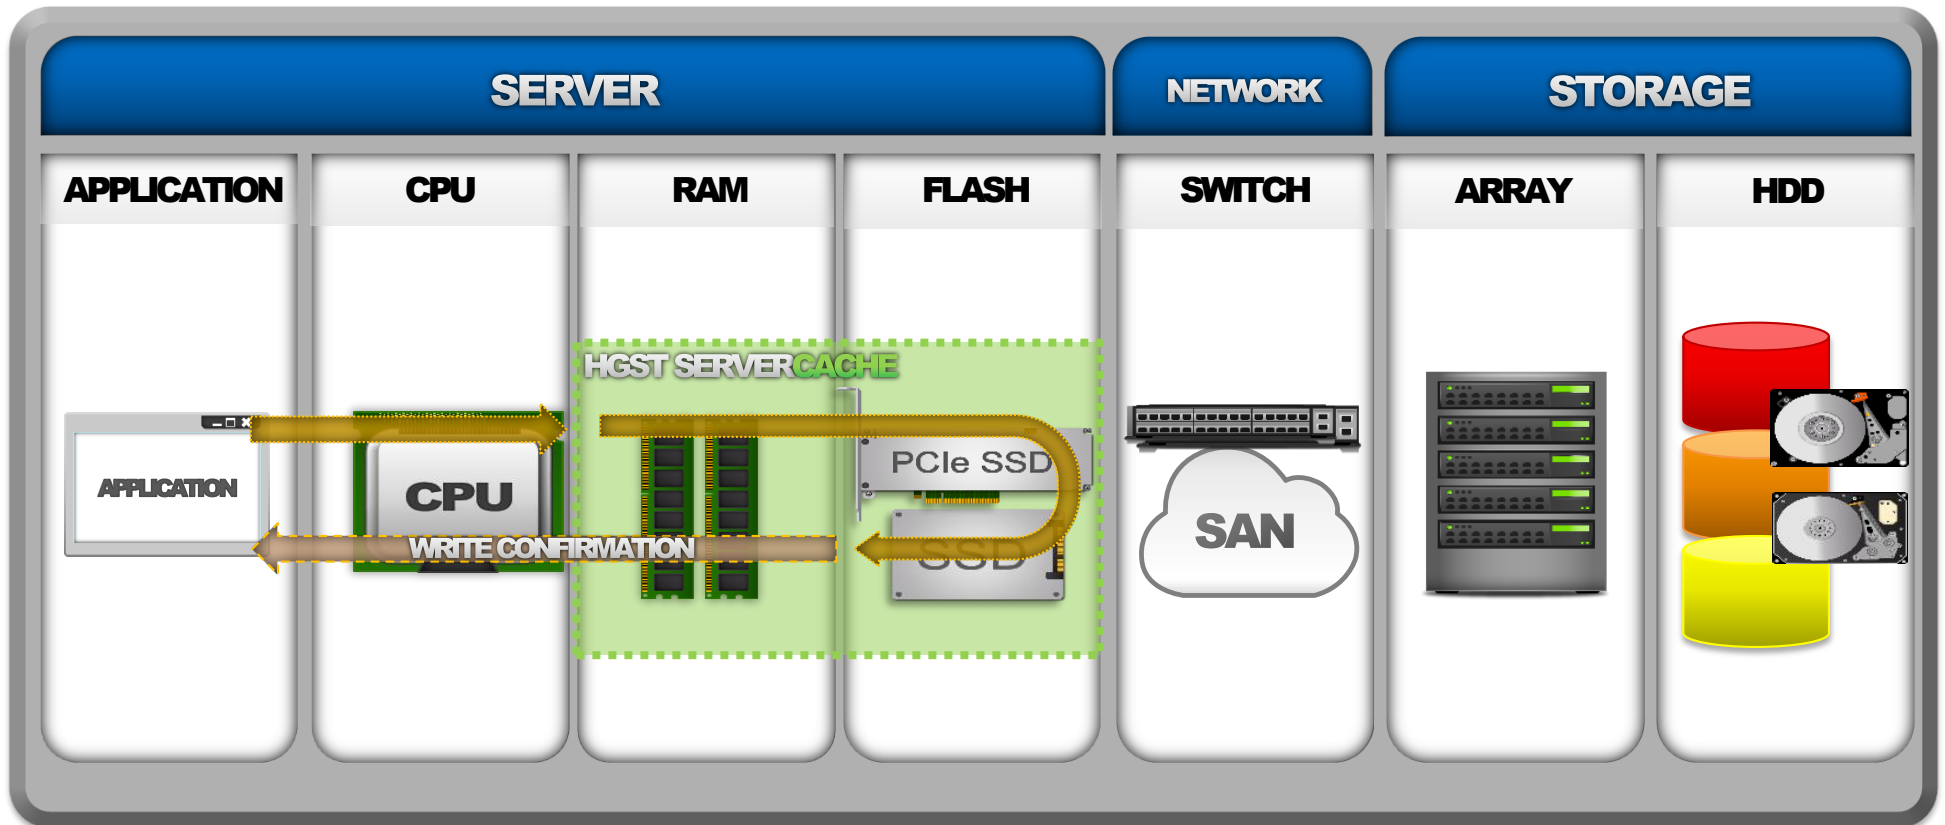 SERVER
NETWORK
STORAGE
APPLICATION
CPU
RAM
FLASH
SWITCH
ARRAY
HDD
HGST SERVERCACHE
APPLICATION
CPU
PCIe SSD
SSD
WRITE CONFIRMATION
SAN